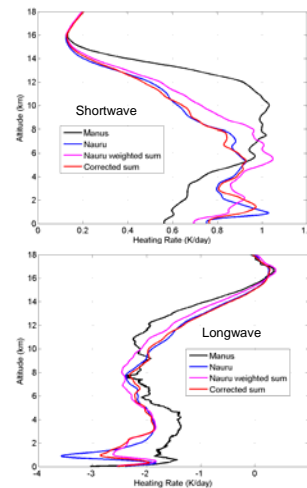 18
16
14
12
10
8
6
4
2
0
Altitude (km)
Shortwave
Manus
Nauru
Nauru weighted sum
Corrected sum
0 0.2 0.4 0.6 0.8 1
Heating Rate (K/day)
18
16
14
12
10
8
6
4
2
0
Altitude (km)
Longwave
Manus
Nauru
Nauru weighted sum
Corrected sum
-4 -3 -2 -1 0
Heating Rate (K/day)